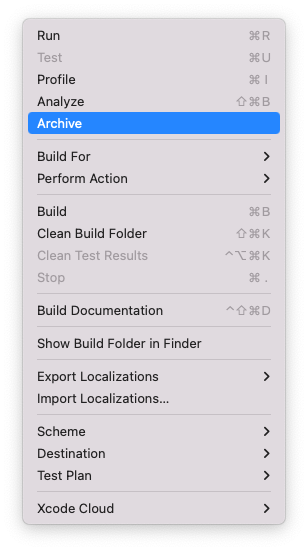 Run ⌘R
Test ⌘U
Profile ⌘I
Analyze ⇧⌘B
Archive
Build For
Perform Action
Build ⌘B
Clean Build Folder ⇧⌘K
Clean Test Results ^⌥⌘K
Stop ⌘.
Build Documentation ^⇧⌘D
Show Build Folder in Finder
Export Localizations
Import Localizations...
Scheme
Destination
Test Plan
Xcode Cloud